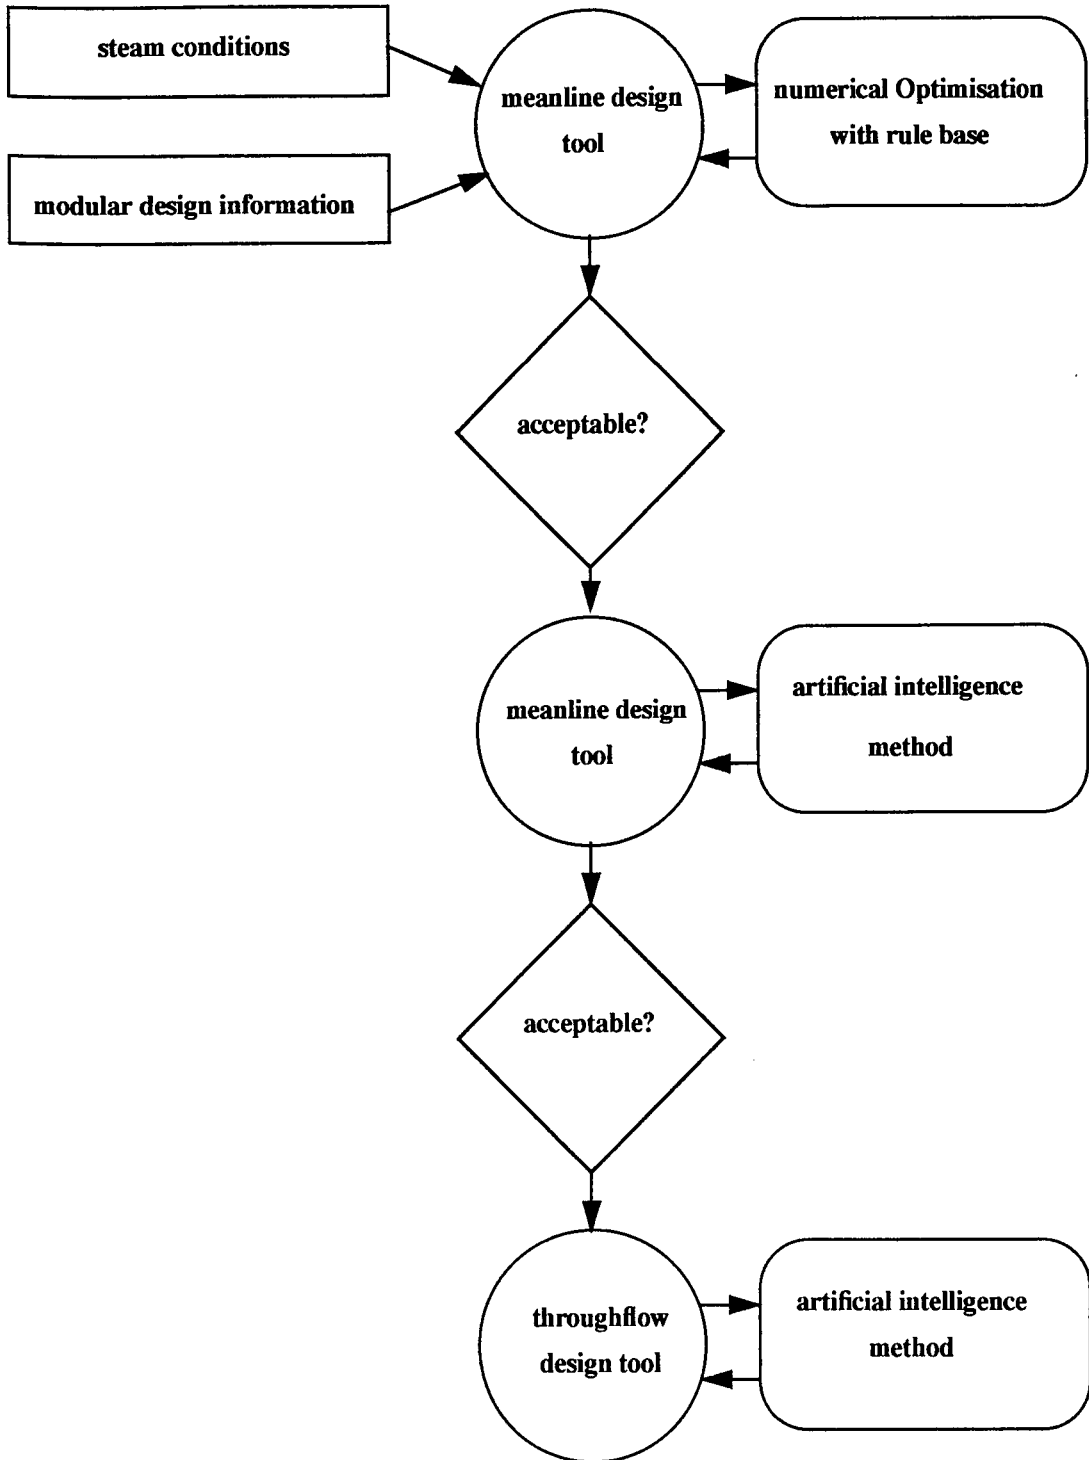 steam conditions
modular design information
meanline design
tool
numerical Optimisation
with rule base
acceptable?
meanline design
tool
artificial intelligence
method
acceptable?
throughflow
design tool
artificial intelligence
method